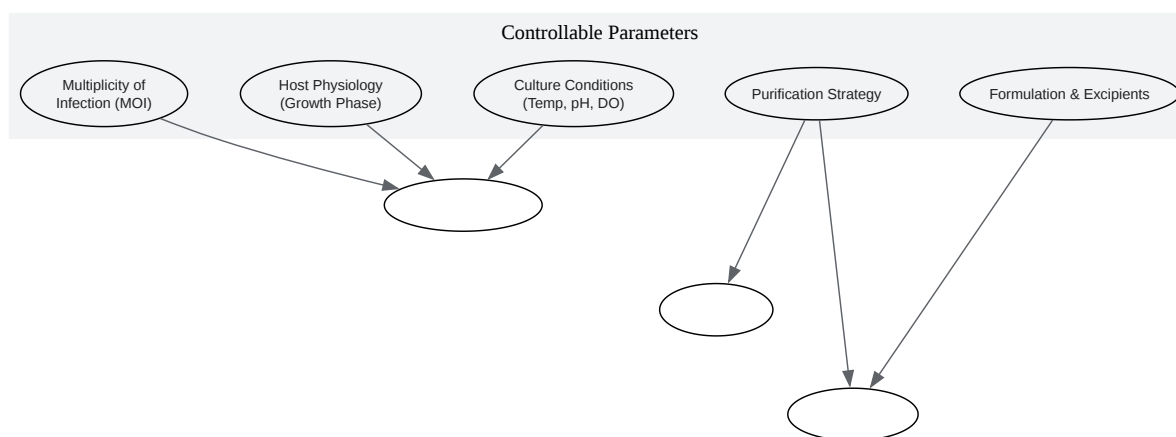 Controllable Parameters
Multiplicity of
Infection (MOI)
Host Physiology
(Growth Phase)
Culture Conditions
(Temp, pH, DO)
Purification Strategy
Formulation & Excipients